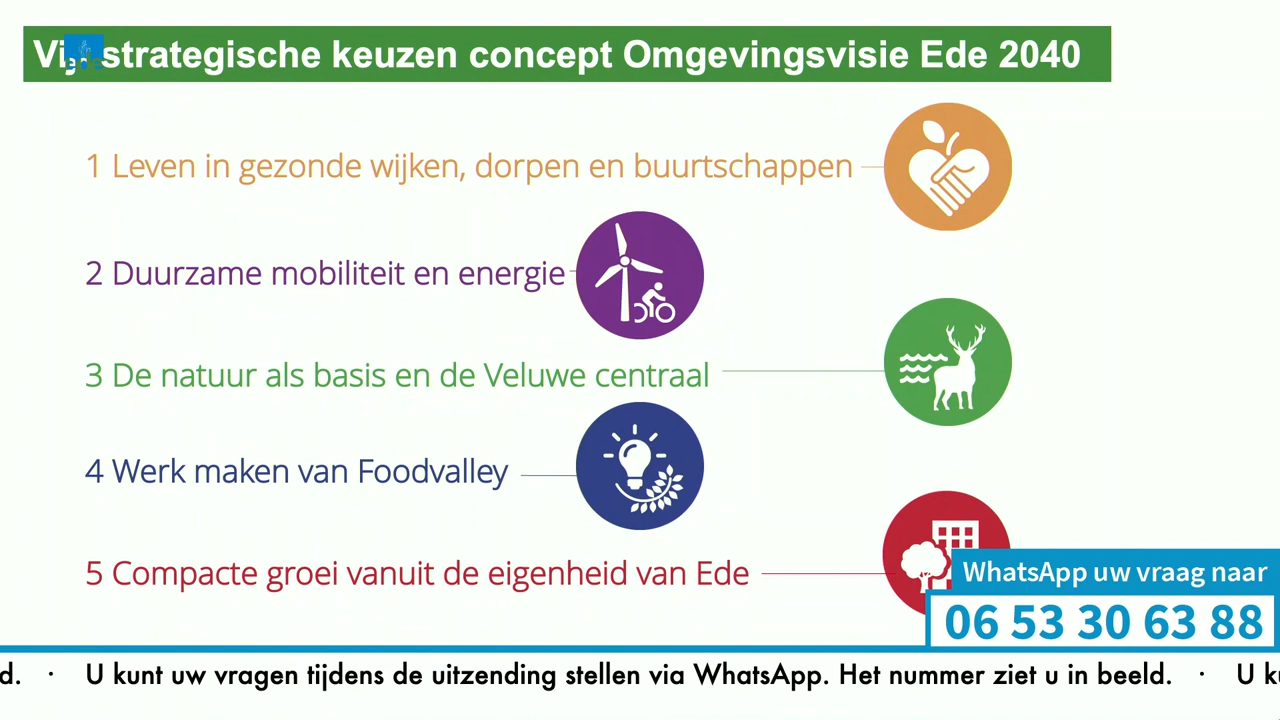 Vijf strategische keuzen concept Omgevingsvisie Ede 2040
1 Leven in gezonde wijken, dorpen en buurtschappen
2 Duurzame mobiliteit en energie
3 De natuur als basis en de Veluwe centraal
4 Werk maken van Foodvalley
5 Compacte groei vanuit de eigenheid van Ede
WhatsApp uw vraag naar
06 53 30 63 88
d. · U kunt uw vragen tijdens de uitzending stellen via WhatsApp. Het nummer ziet u in beeld. · U ku